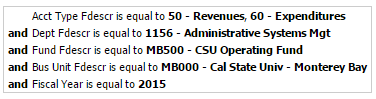 Acct Type Fdescr is equal to 50 - Revenues, 60 - Expenditures
and Dept Fdescr is equal to 1156 - Administrative Systems Mgt
and Fund Fdescr is equal to MB500 - CSU Operating Fund
and Bus Unit Fdescr is equal to MB000 - Cal State Univ - Monterey Bay
and Fiscal Year is equal to 2015